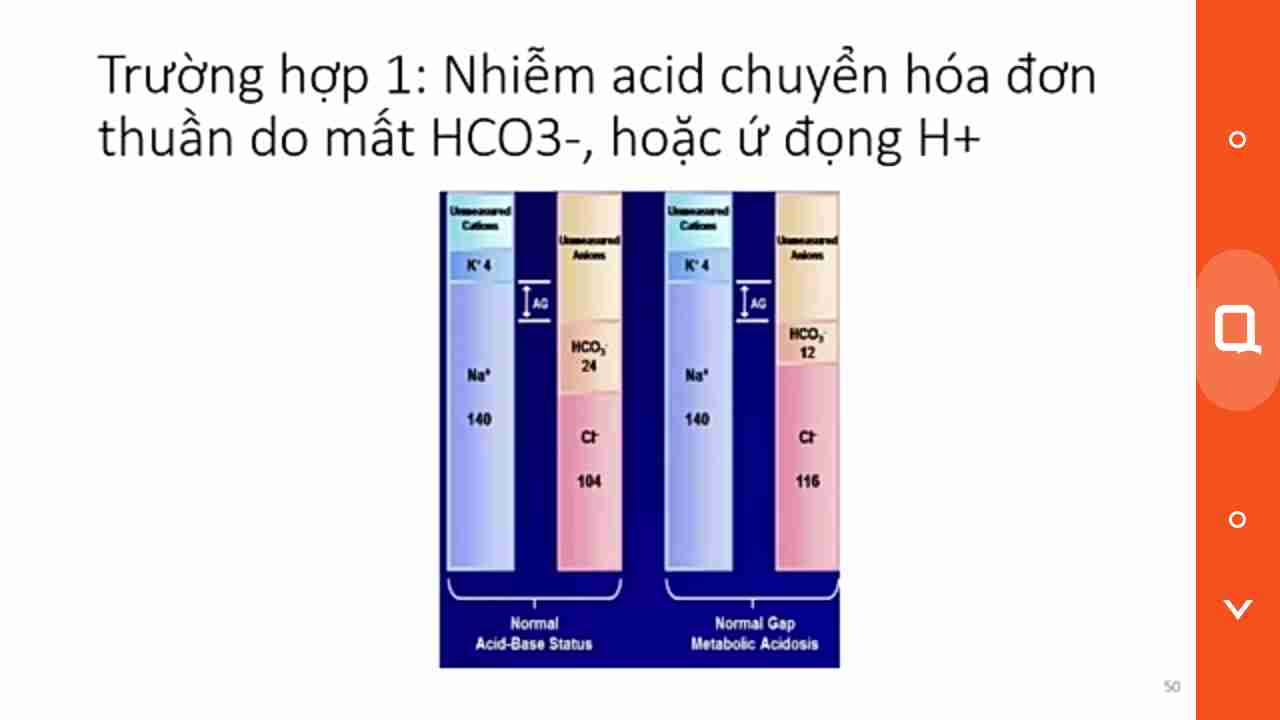 Trường hợp 1: Nhiễm acid chuyển hóa đơn
thuần do mất HCO3-, hoặc ứ đọng H+
Unmeasured
Cations
K⁺ 4
Na⁺
140
AG
Unmeasured
Anions
HCO₃⁻
24
Cl⁻
104
Normal
Acid-Base Status
Unmeasured
Cations
K⁺ 4
Na⁺
140
AG
Unmeasured
Anions
HCO₃⁻
12
Cl⁻
116
Normal Gap
Metabolic Acidosis
50